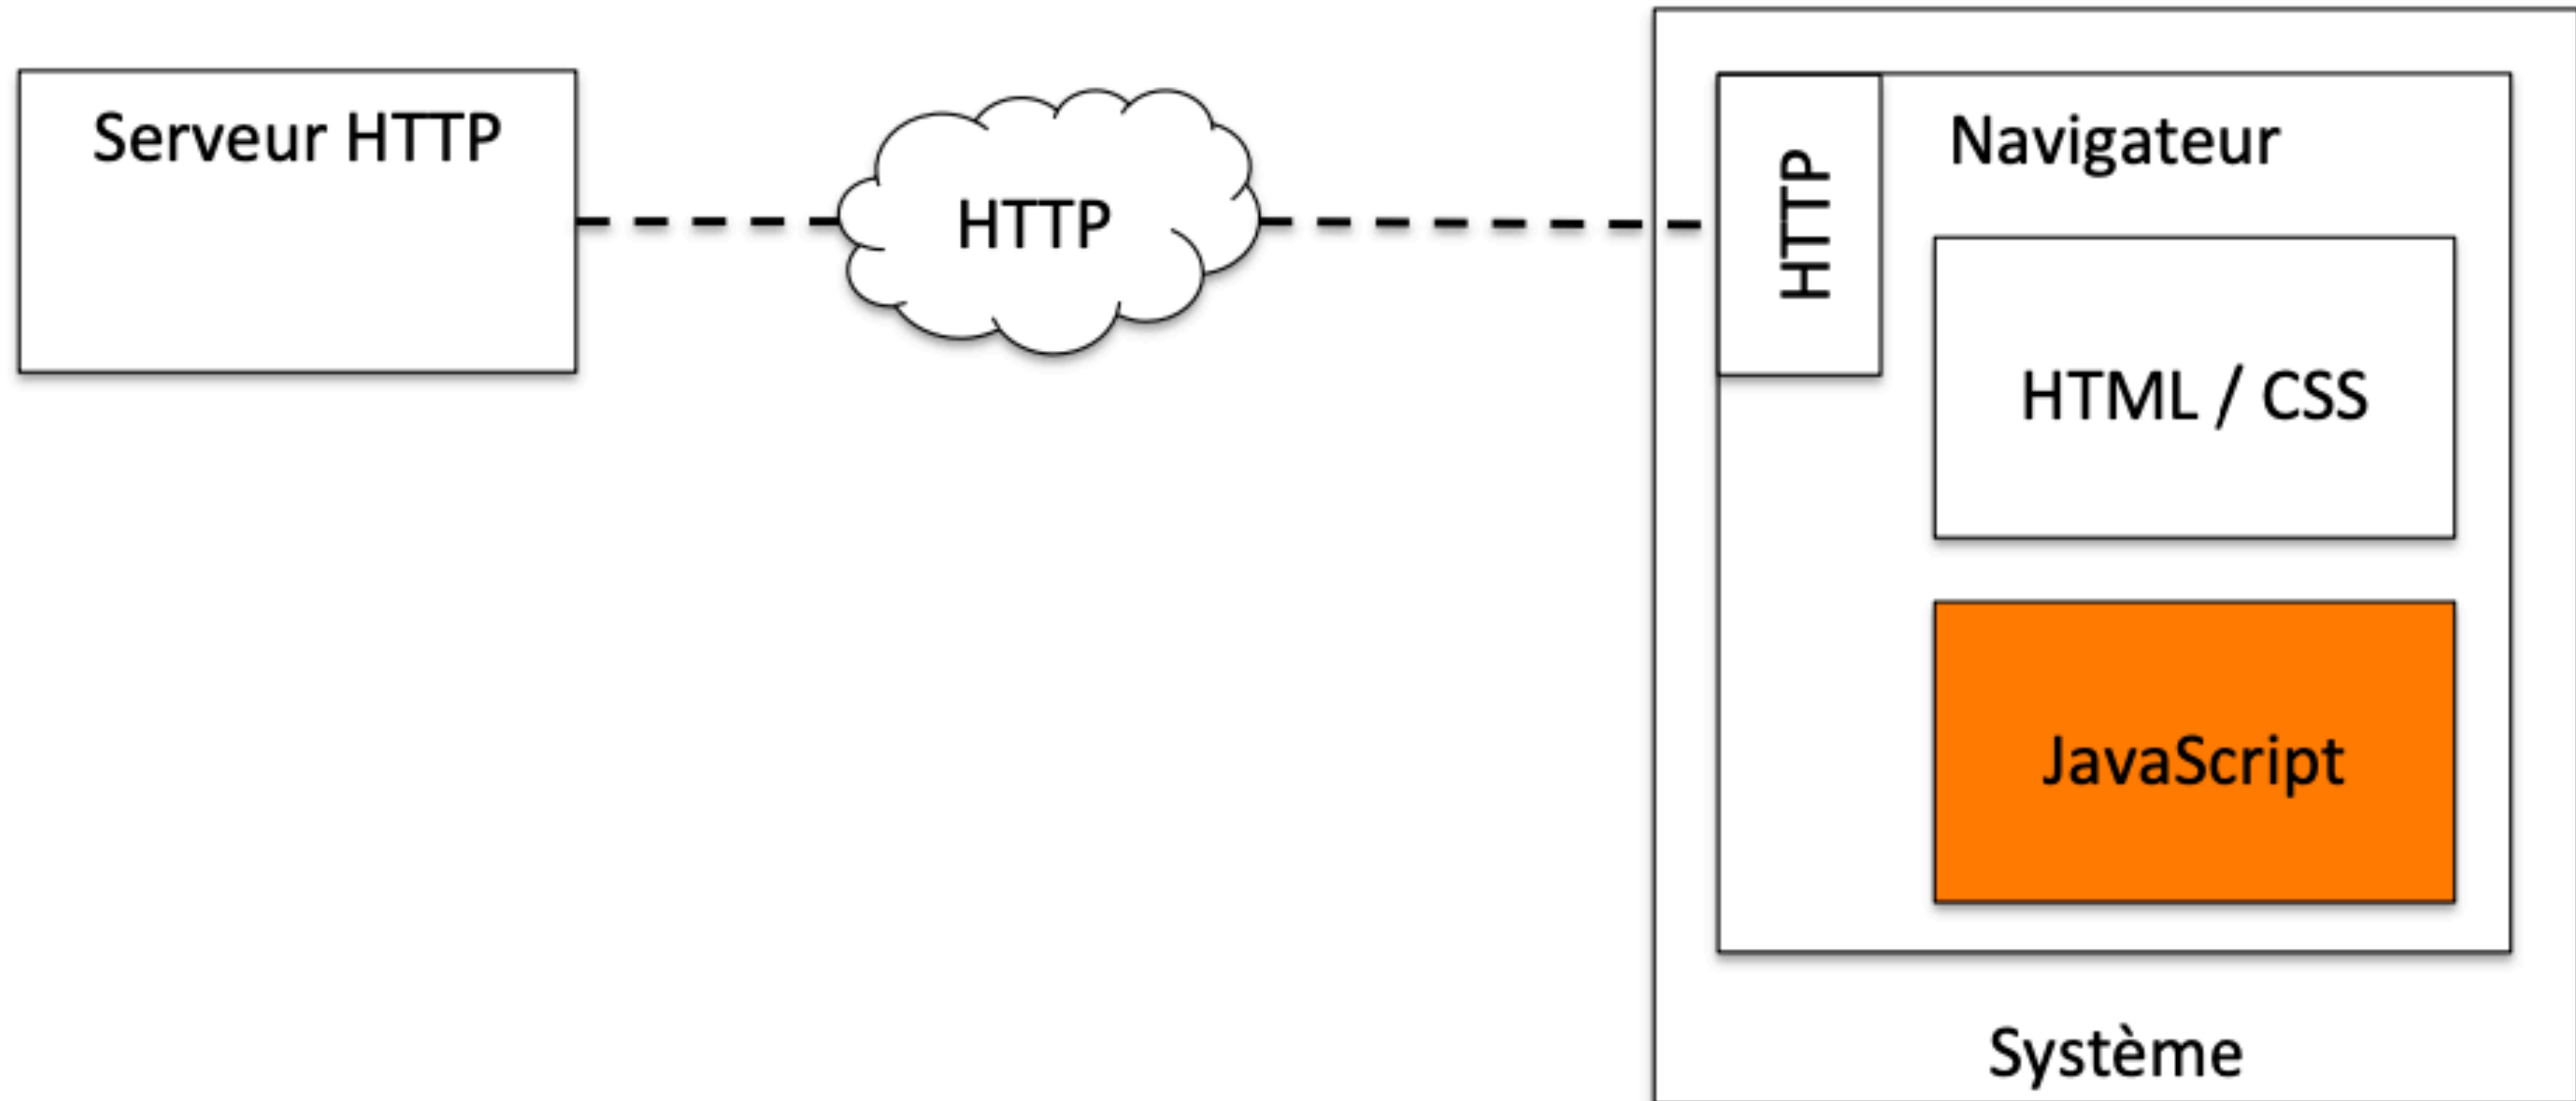 Serveur HTTP
HTTP
HTTP
Navigateur
HTML / CSS
JavaScript
Système